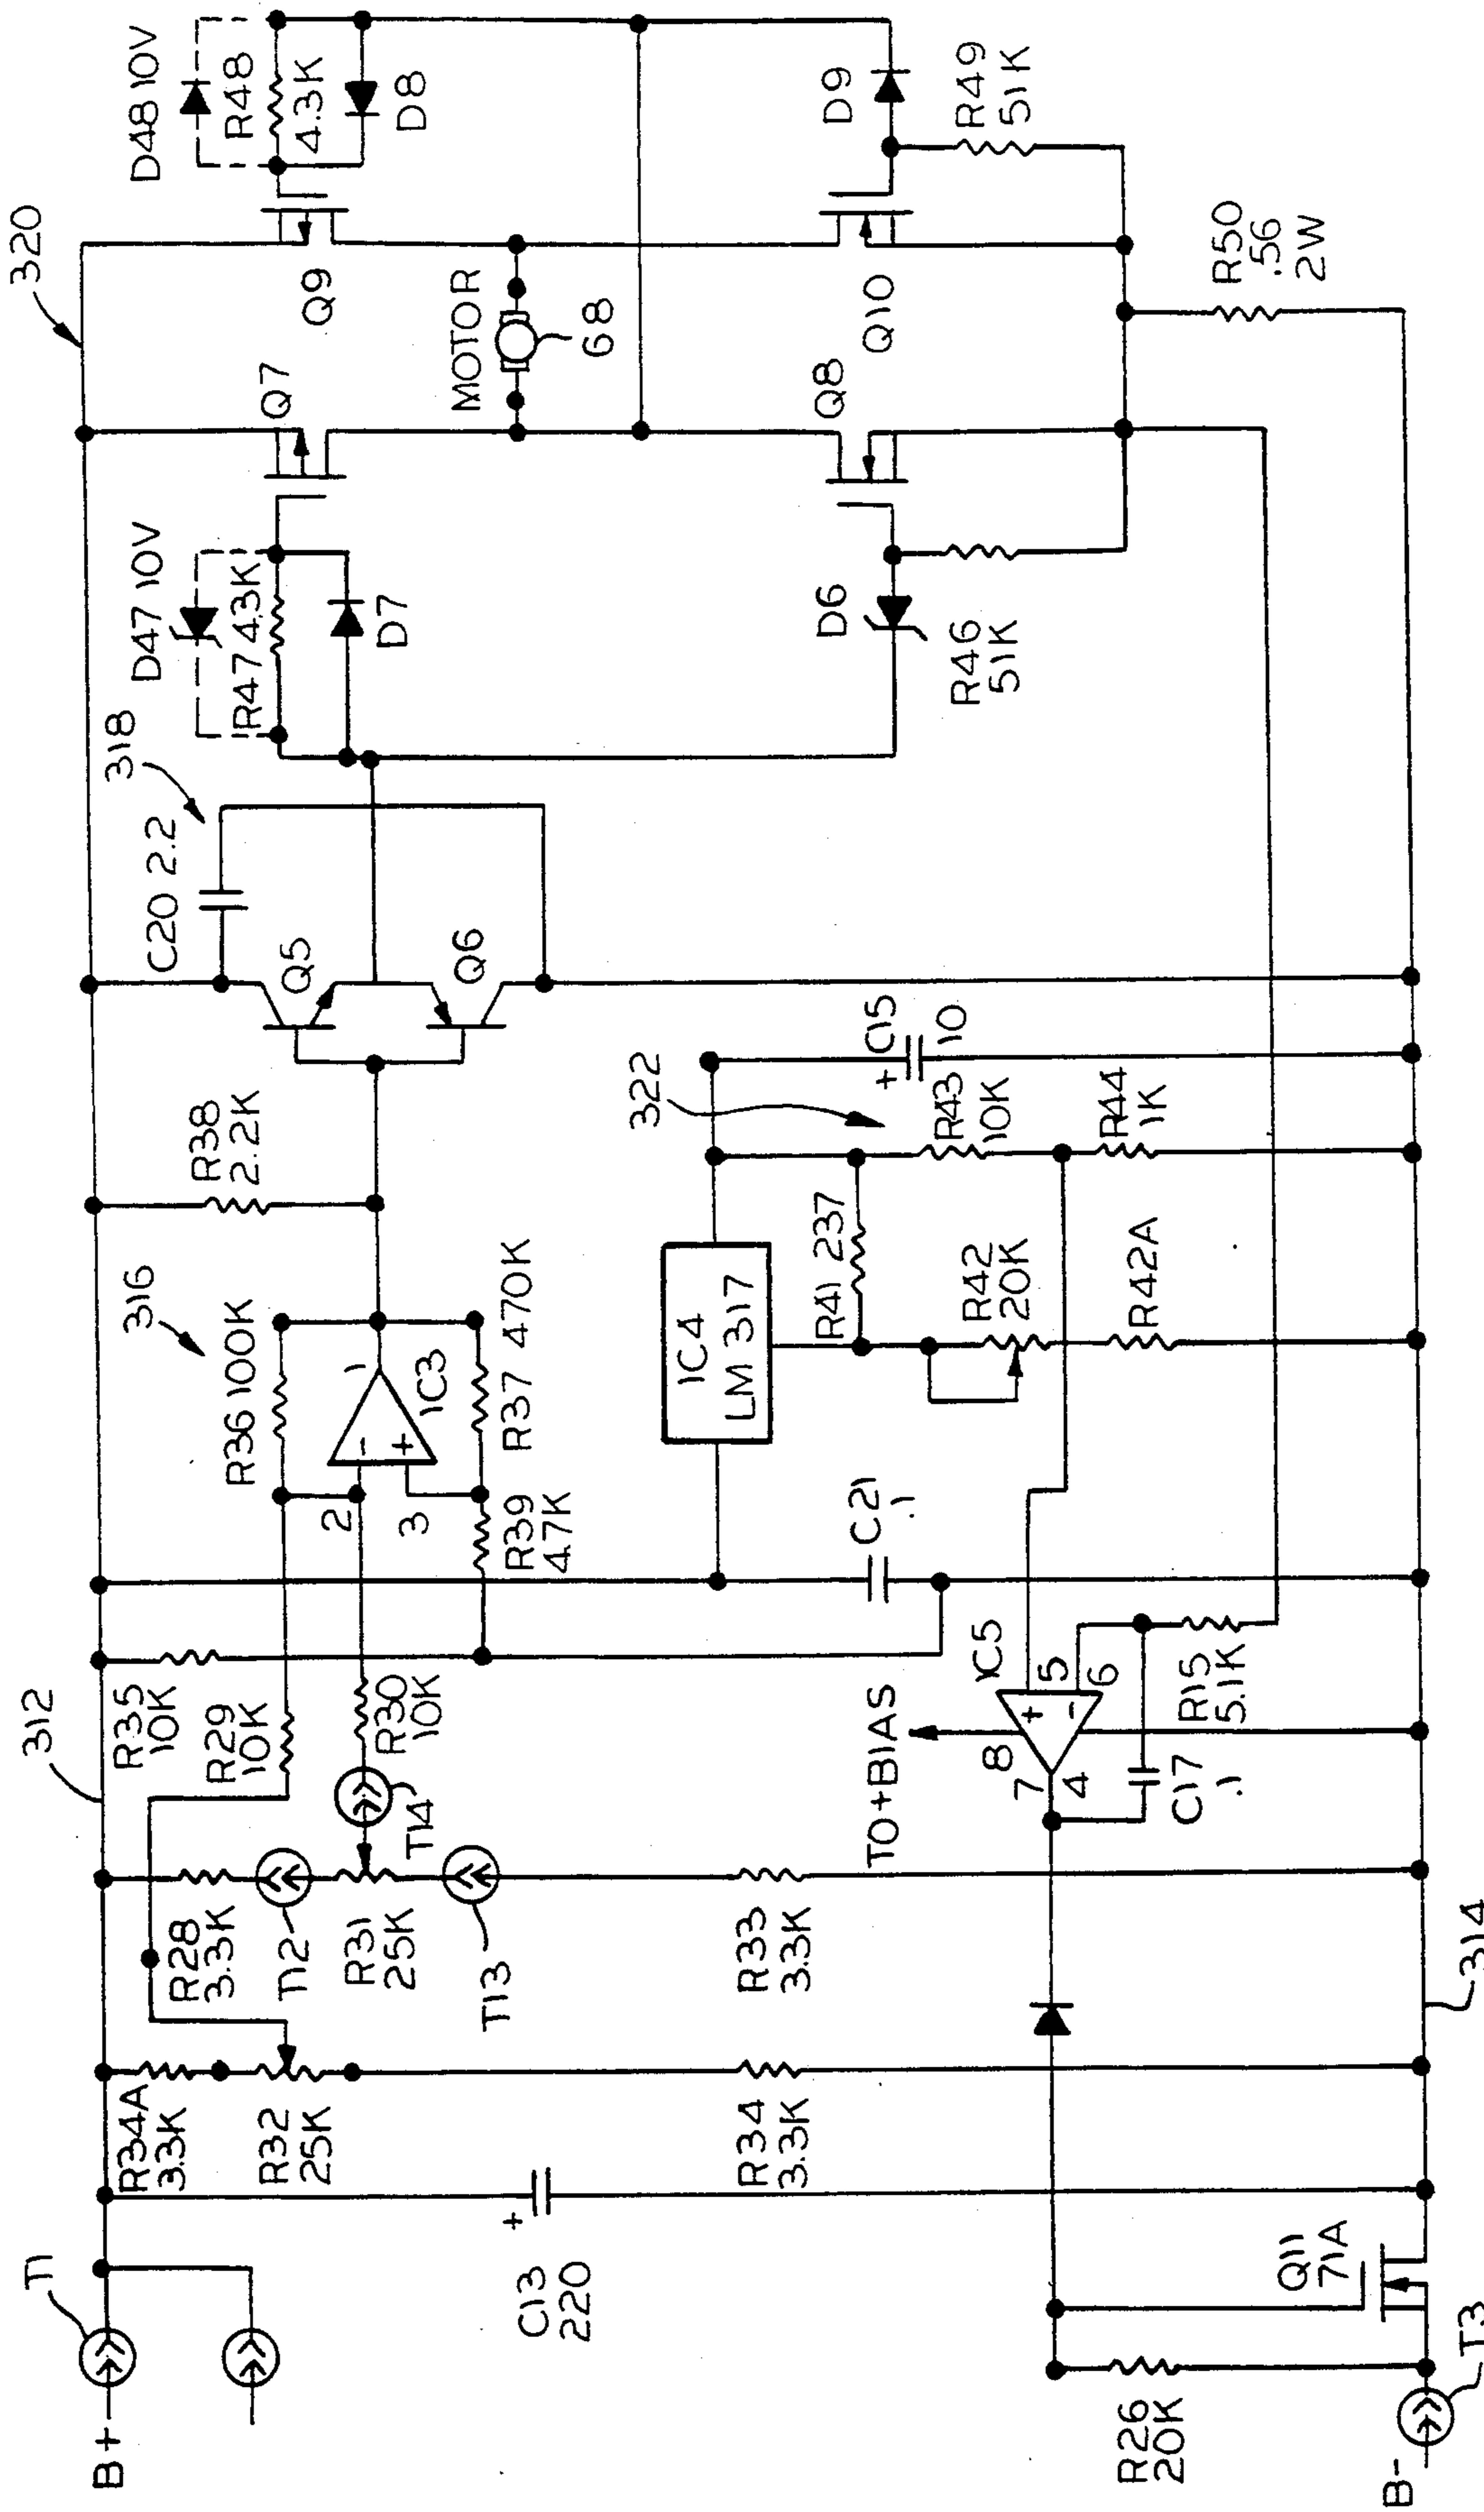 B+
T1
312
R34A
3.3K
R32
25K
C13
220
+
R34
3.3K
R28
3.3K
T12
R31
25K
T13
R33
3.3K
T14
R35
10K
R29
10K
R30
10K
316
R36 100K
2
3
-
+
1
IC3
R37 470K
R39
47K
R38
2.2K
318
C20 2.2
Q5
Q6
320
D47 10V
R47 4.3K
D7
Q7
MOTOR
68
Q9
D48 10V
R48
4.3K
D8
D9
R49
51K
Q10
Q8
D6
R46
51K
R50
.56
2W
C21
.1
IC4
LM 317
R41 237
R42
20K
R42A
322
R43
10K
R44
1K
C15
+
10
TO +BIAS
IC5
8
7
4
5
6
+
-
R15
5.1K
C17
.1
314
Q11
71A
R26
20K
T3
B-